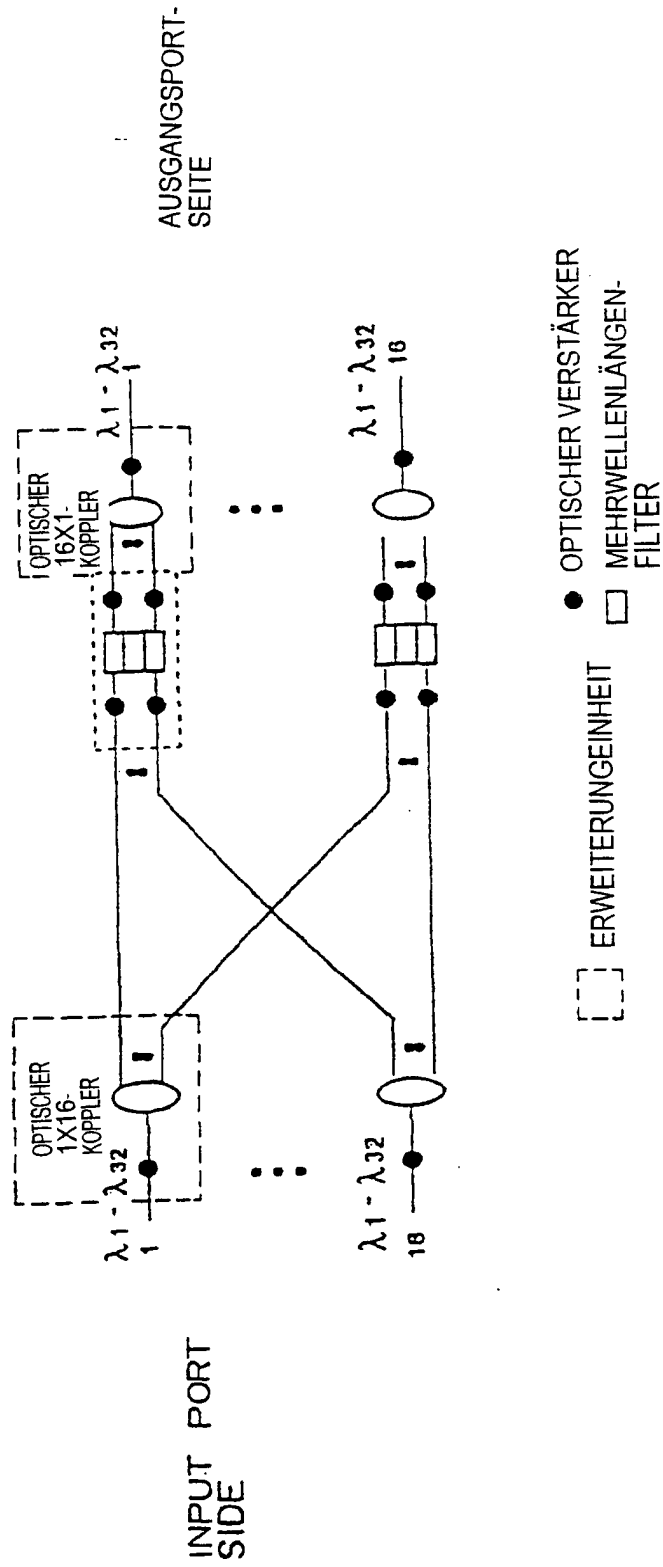 INPUT PORT
SIDE
AUSGANGSPORT-
SEITE
OPTISCHER
1X16-
KOPPLER
λ1 - λ32
1
λ1 - λ32
16
OPTISCHER
16X1-
KOPPLER
λ1 - λ32
1
λ1 - λ32
16
ERWEITERUNGEINHEIT
OPTISCHER VERSTÄRKER
MEHRWELLENLÄNGEN-
FILTER